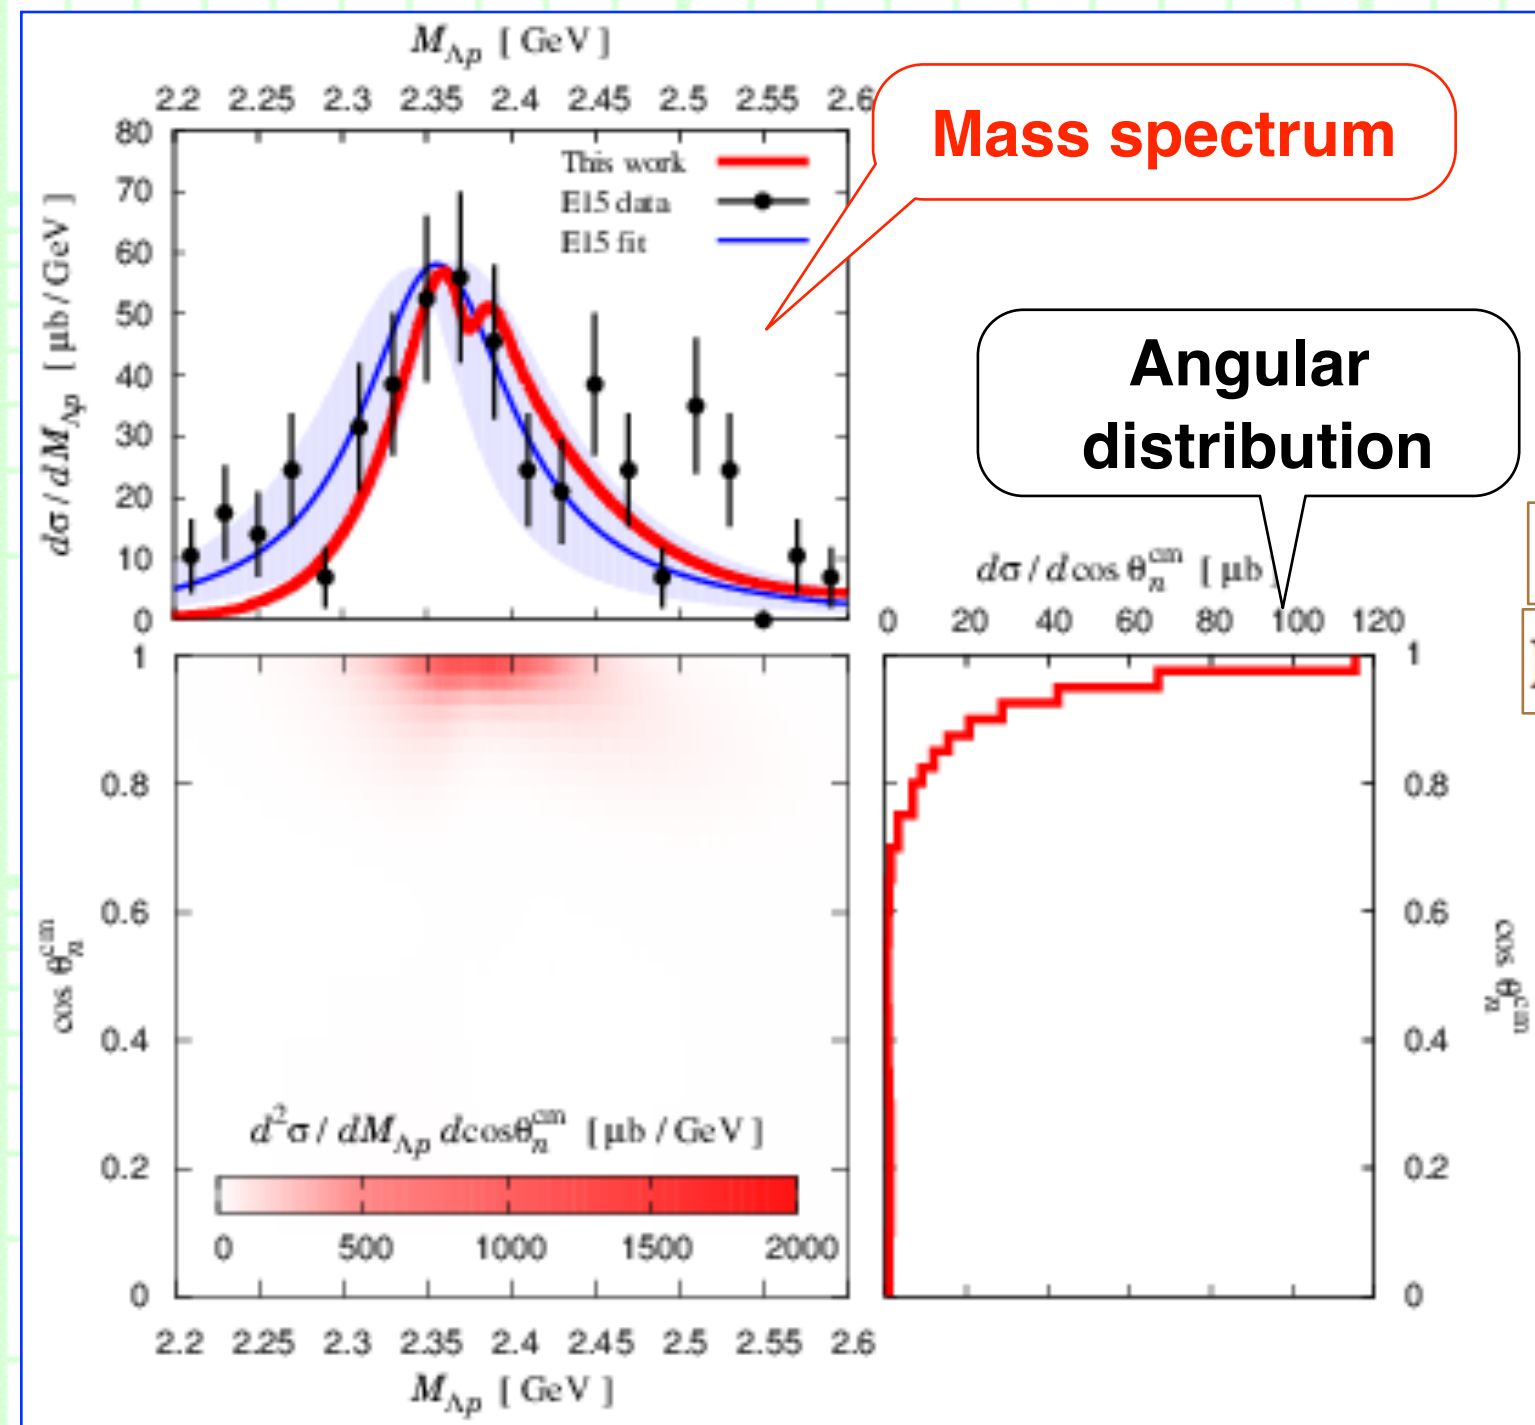 M_Λp [ GeV ]
2.2 2.25 2.3 2.35 2.4 2.45 2.5 2.55 2.6
Mass spectrum
80
70
60
50
40
30
20
10
0
dσ / dM_Λp [ μb / GeV ]
This work
E15 data
E15 fit
Angular
distribution
dσ / d cos θ_n^cm [ μb ]
0 20 40 60 80 100 120
1
0.8
0.6
0.4
0.2
0
cos θ_n^cm
d²σ / dM_Λp dcosθ_n^cm [ μb / GeV ]
0 500 1000 1500 2000
2.2 2.25 2.3 2.35 2.4 2.45 2.5 2.55 2.6
M_Λp [ GeV ]
1
0.8
0.6
0.4
0.2
0
cos θ_n^cm